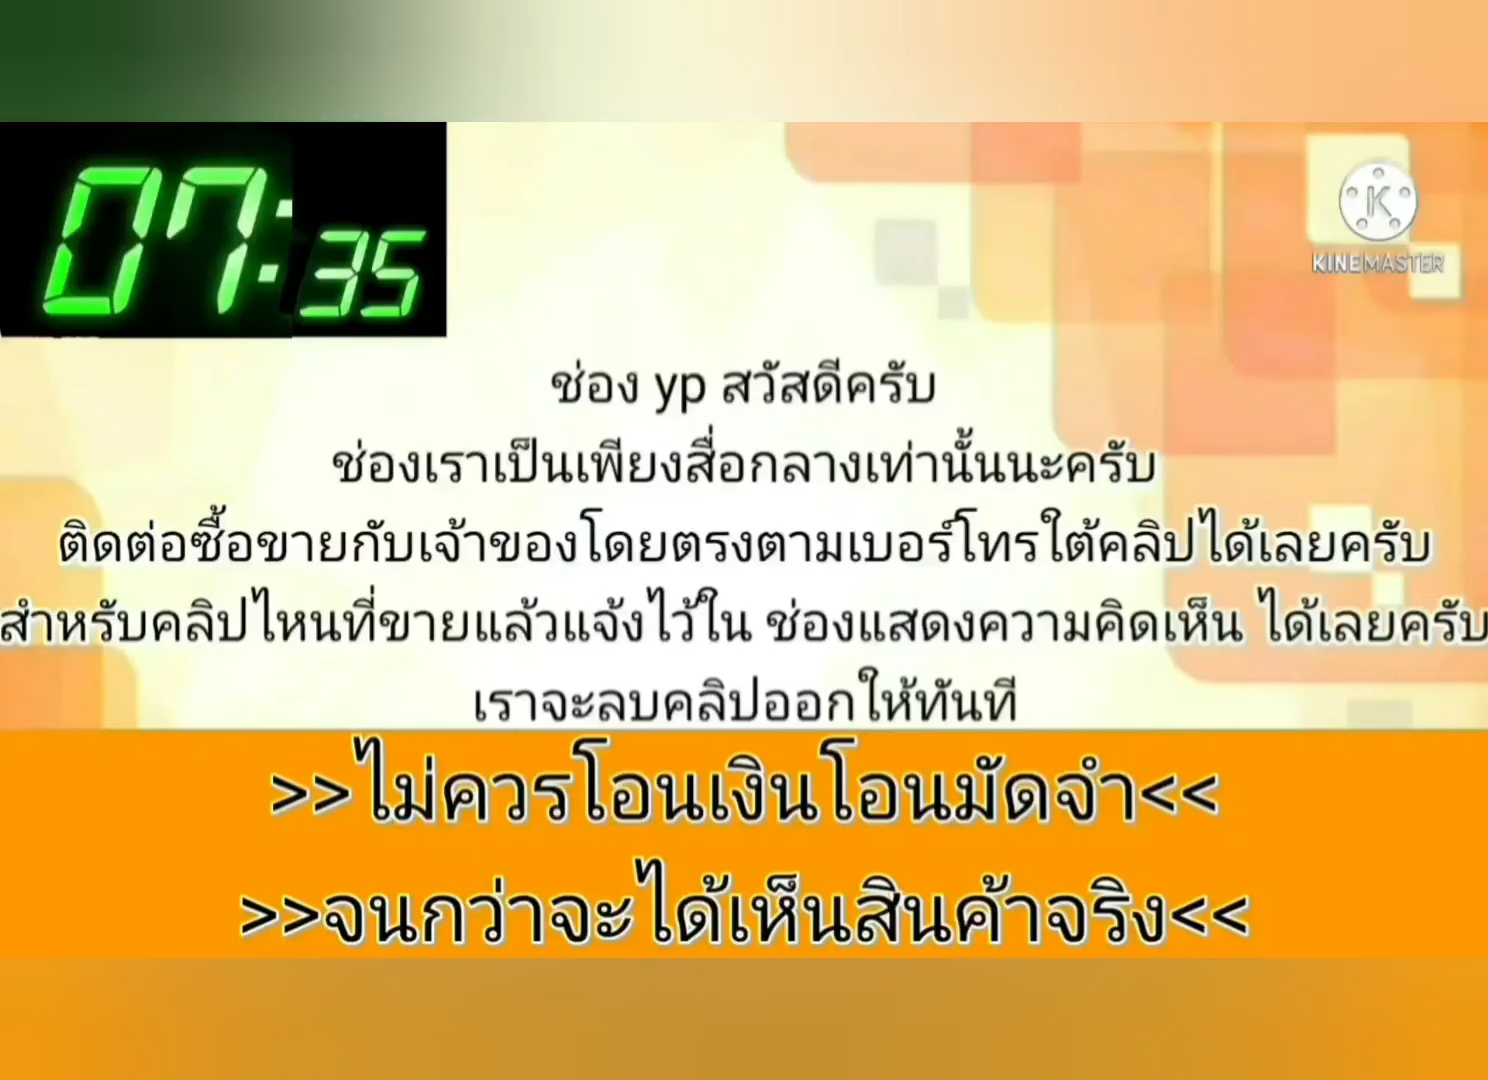 07:35
KINEMASTER
ช่อง yp สวัสดีครับ
ช่องเราเป็นเพียงสื่อกลางเท่านั้นนะครับ
ติดต่อซื้อขายกับเจ้าของโดยตรงตามเบอร์โทรใต้คลิปได้เลยครับ
สำหรับคลิปไหนที่ขายแล้วแจ้งไว้ใน ช่องแสดงความคิดเห็น ได้เลยครับ
เราจะลบคลิปออกให้ทันที
>>ไม่ควรโอนเงินโอนมัดจำ<<
>>จนกว่าจะได้เห็นสินค้าจริง<<